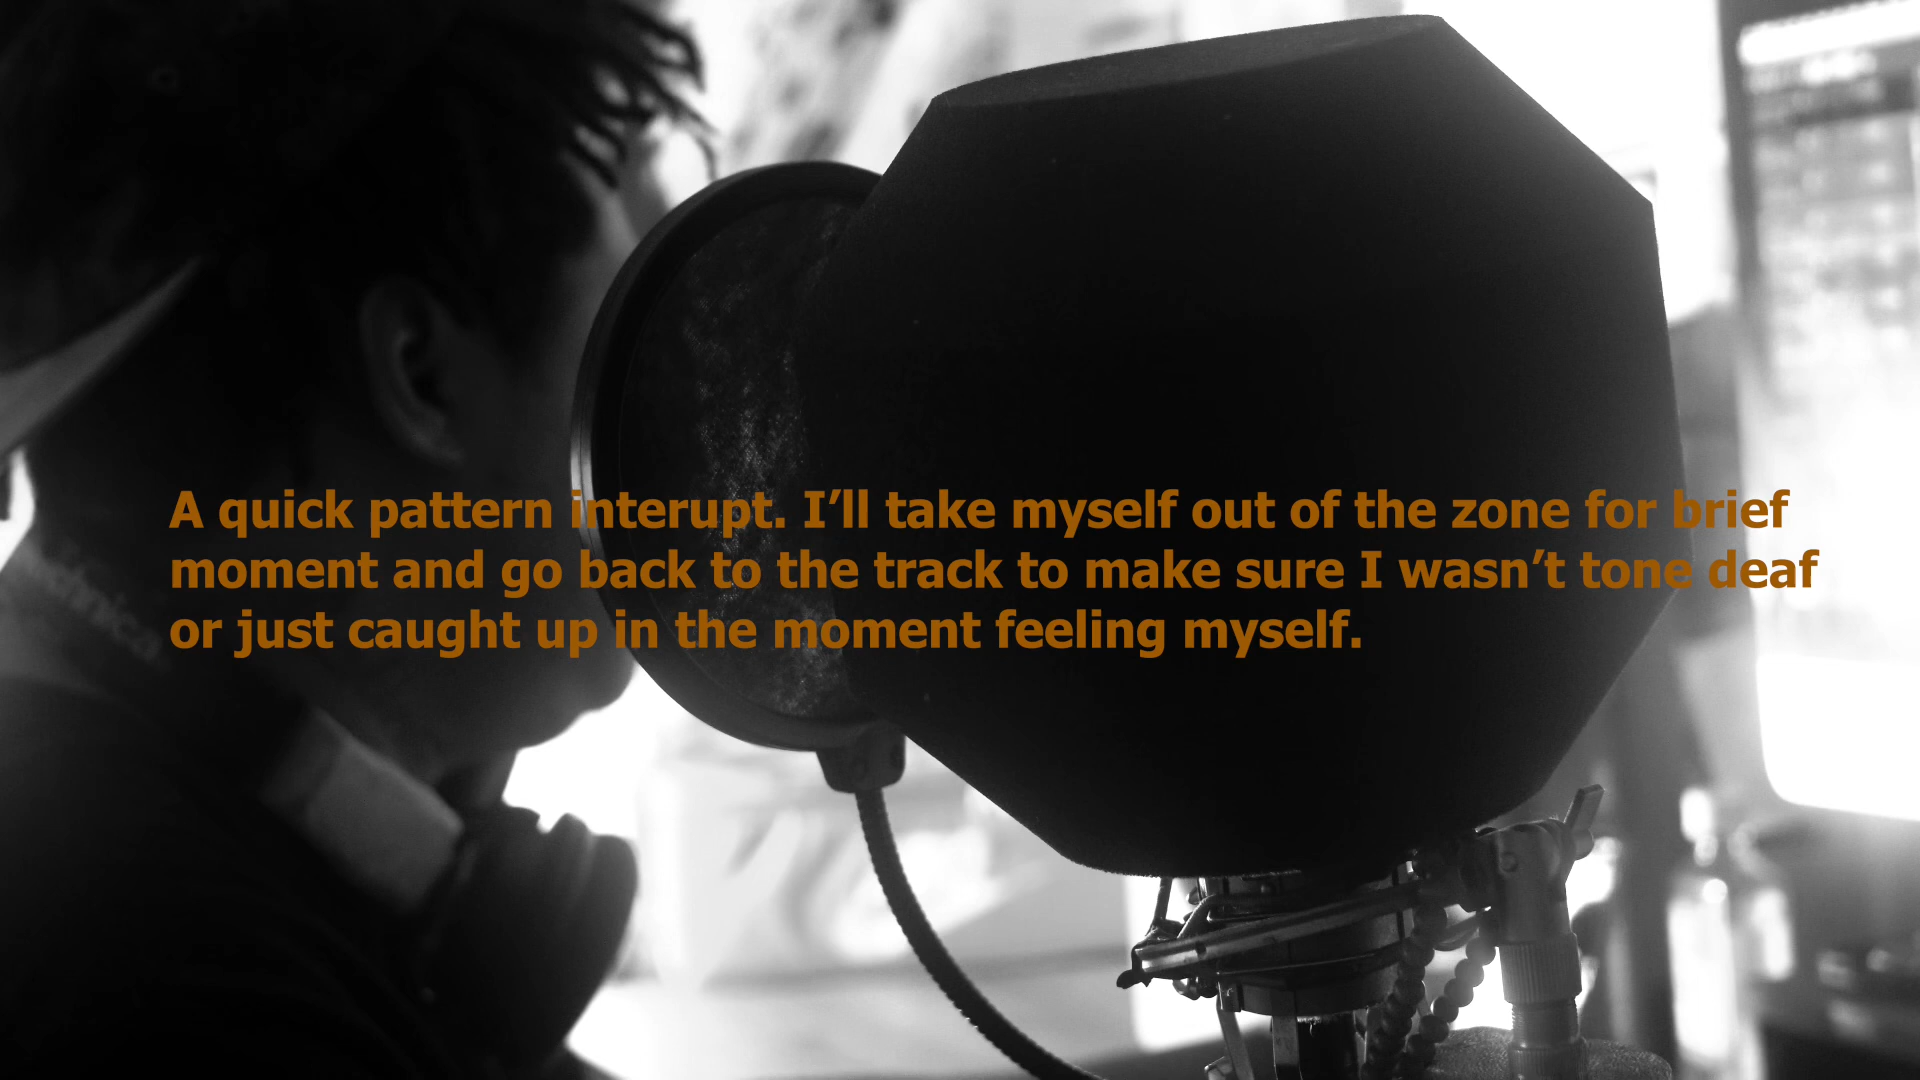 A quick pattern interupt. I’ll take myself out of the zone for brief
moment and go back to the track to make sure I wasn’t tone deaf
or just caught up in the moment feeling myself.